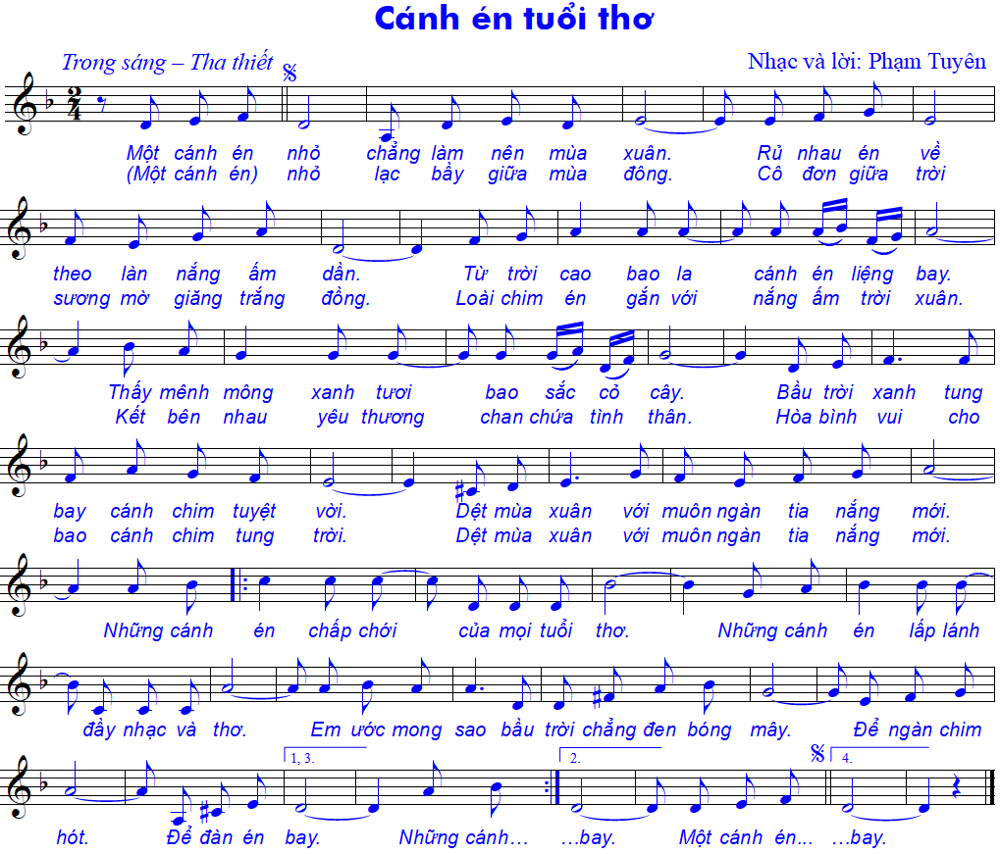 Cánh én tuổi thơ
Trong sáng – Tha thiết
Nhạc và lời: Phạm Tuyên
2
4
Một cánh én nhỏ chẳng làm nên mùa xuân. Rủ nhau én về
(Một cánh én) nhỏ lạc bầy giữa mùa đông. Cô đơn giữa trời
theo làn nắng ấm dần. Từ trời cao bao la cánh én liệng bay.
sương mờ giăng trắng đồng. Loài chim én gắn với nắng ấm trời xuân.
Thấy mênh mông xanh tươi bao sắc cỏ cây. Bầu trời xanh tung
Kết bên nhau yêu thương chan chứa tình thân. Hòa bình vui cho
bay cánh chim tuyệt vời. Dệt mùa xuân với muôn ngàn tia nắng mới.
bao cánh chim tung trời. Dệt mùa xuân với muôn ngàn tia nắng mới.
Những cánh én chấp chới của mọi tuổi thơ. Những cánh én lấp lánh
đầy nhạc và thơ. Em ước mong sao bầu trời chẳng đen bóng mây. Để ngàn chim
1, 3. 2. 4.
hót. Để đàn én bay. Những cánh... ...bay. Một cánh én... ...bay.